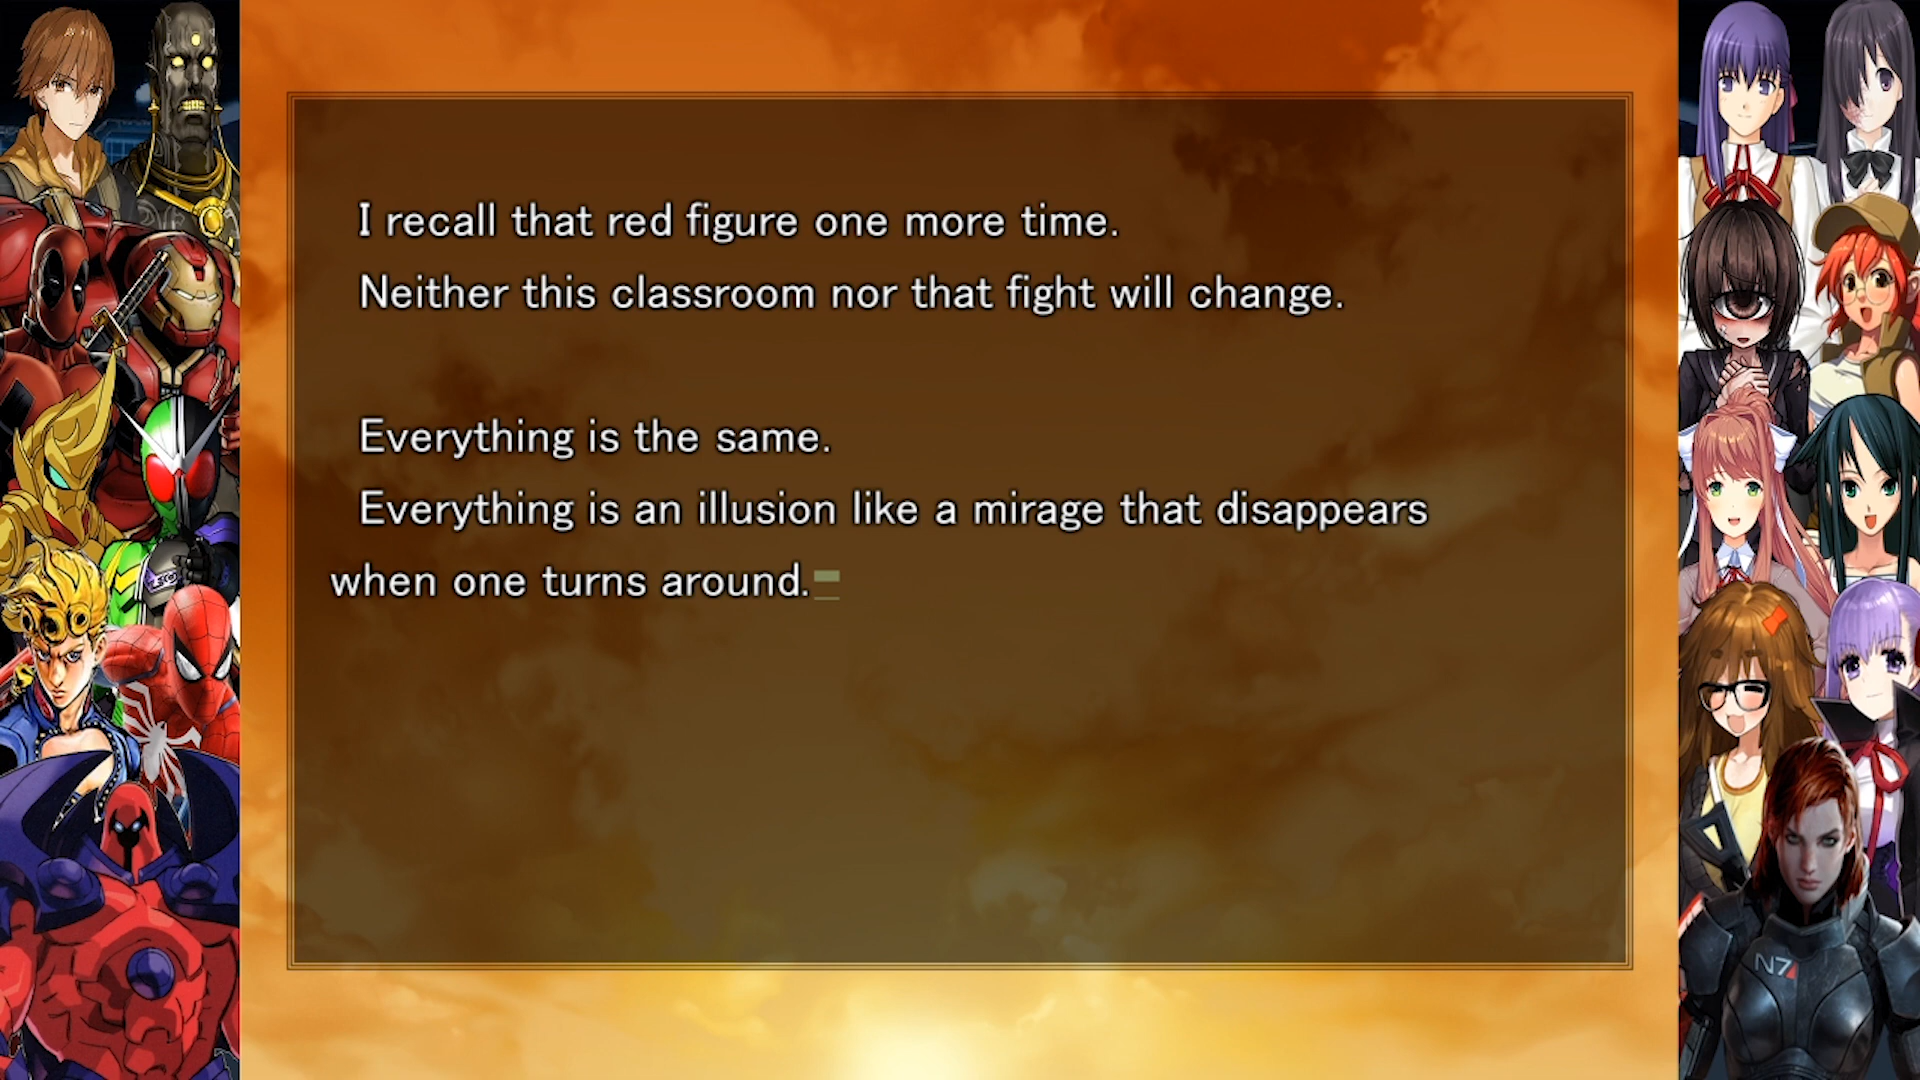 I recall that red figure one more time.
Neither this classroom nor that fight will change.
Everything is the same.
Everything is an illusion like a mirage that disappears
when one turns around.
N7